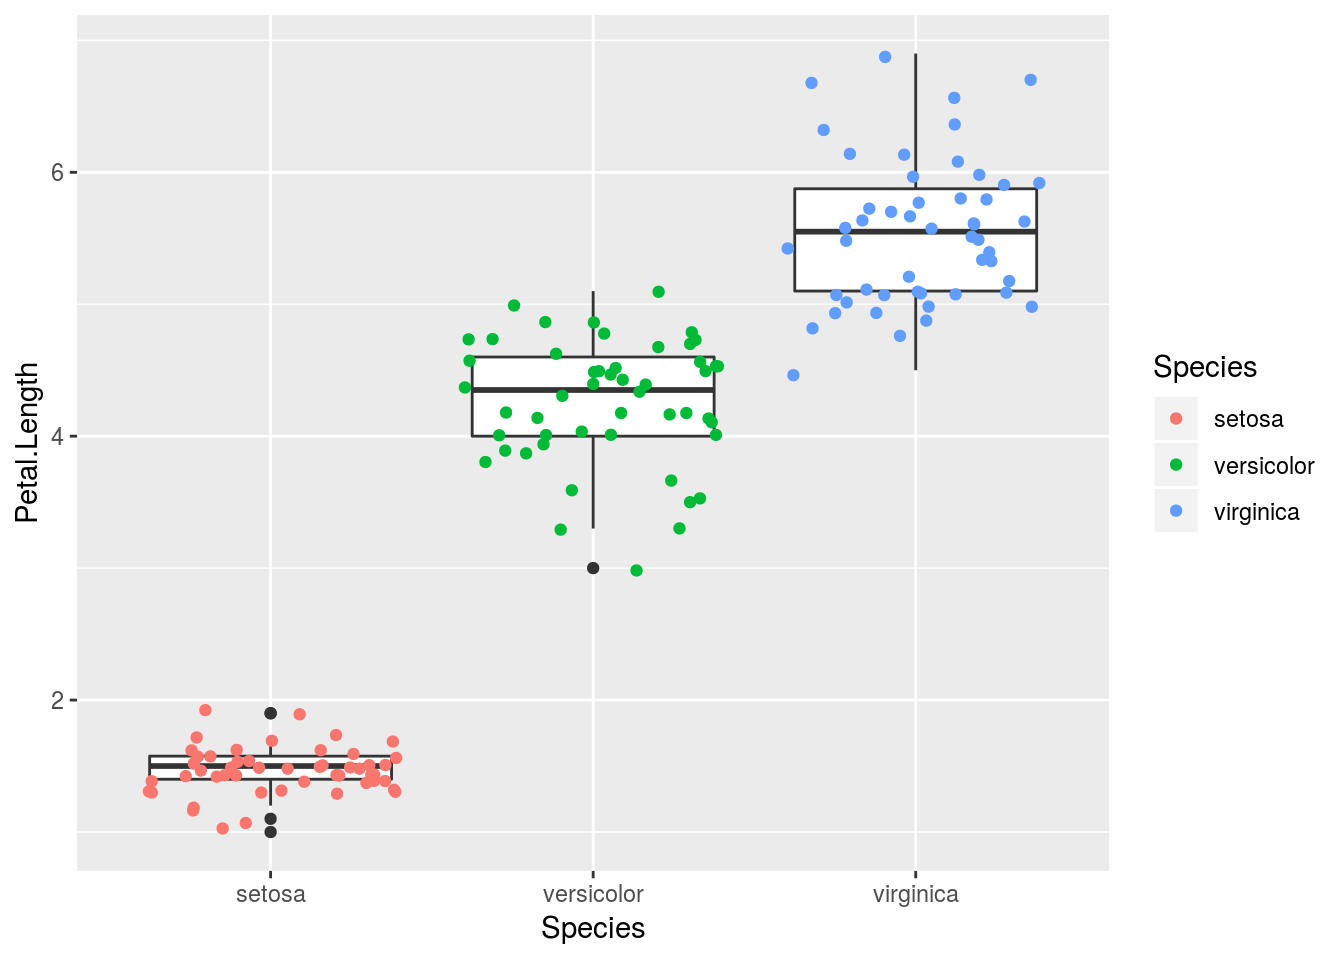 Petal.Length
6
4
2
setosa
versicolor
virginica
Species
Species
setosa
versicolor
virginica